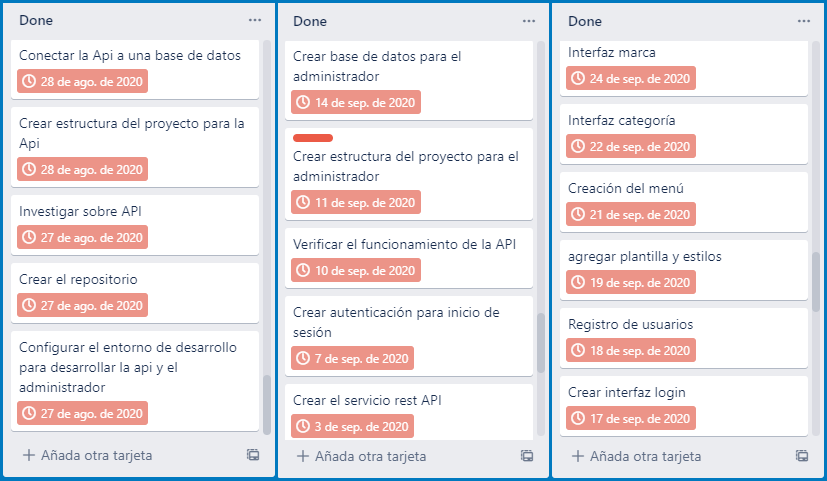 Done
Conectar la Api a una base de datos
28 de ago. de 2020
Crear estructura del proyecto para la
Api
28 de ago. de 2020
Investigar sobre API
27 de ago. de 2020
Crear el repositorio
27 de ago. de 2020
Configurar el entorno de desarrollo
para desarrollar la api y el
administrador
27 de ago. de 2020
Añada otra tarjeta
Done
Crear base de datos para el
administrador
14 de sep. de 2020
Crear estructura del proyecto para el
administrador
11 de sep. de 2020
Verificar el funcionamiento de la API
10 de sep. de 2020
Crear autenticación para inicio de
sesión
7 de sep. de 2020
Crear el servicio rest API
3 de sep. de 2020
Añada otra tarjeta
Done
Interfaz marca
24 de sep. de 2020
Interfaz categoría
22 de sep. de 2020
Creación del menú
21 de sep. de 2020
agregar plantilla y estilos
19 de sep. de 2020
Registro de usuarios
18 de sep. de 2020
Crear interfaz login
17 de sep. de 2020
Añada otra tarjeta